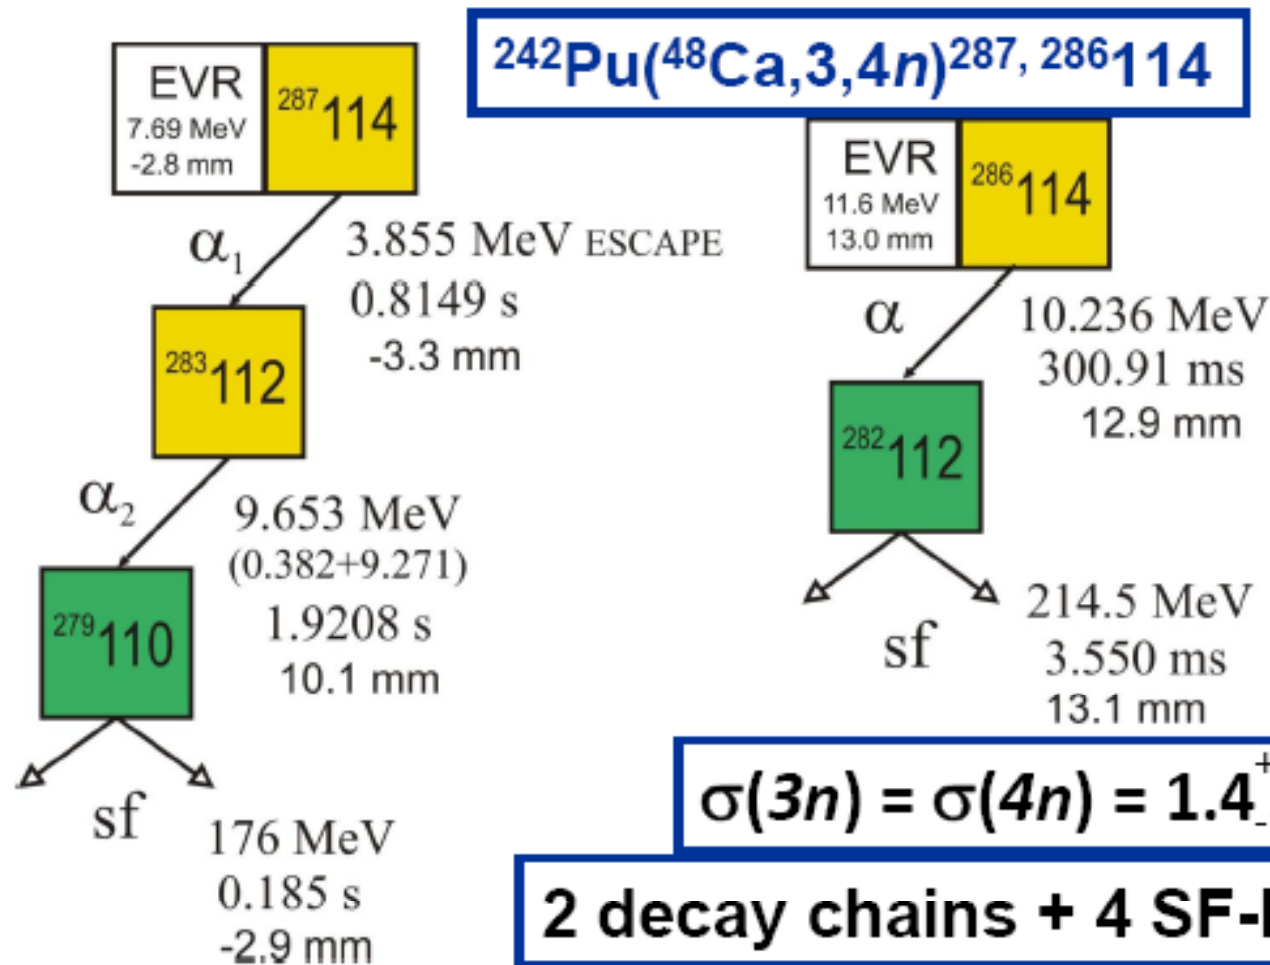 ²⁴²Pu(⁴⁸Ca,3,4n)²⁸⁷, ²⁸⁶114
EVR
7.69 MeV
-2.8 mm
²⁸⁷114
α₁
3.855 MeV ESCAPE
0.8149 s
-3.3 mm
²⁸³112
α₂
9.653 MeV
(0.382+9.271)
1.9208 s
10.1 mm
²⁷⁹110
sf
176 MeV
0.185 s
-2.9 mm
EVR
11.6 MeV
13.0 mm
²⁸⁶114
α
10.236 MeV
300.91 ms
12.9 mm
²⁸²112
sf
214.5 MeV
3.550 ms
13.1 mm
σ(3n) = σ(4n) = 1.4
2 decay chains + 4 SF-